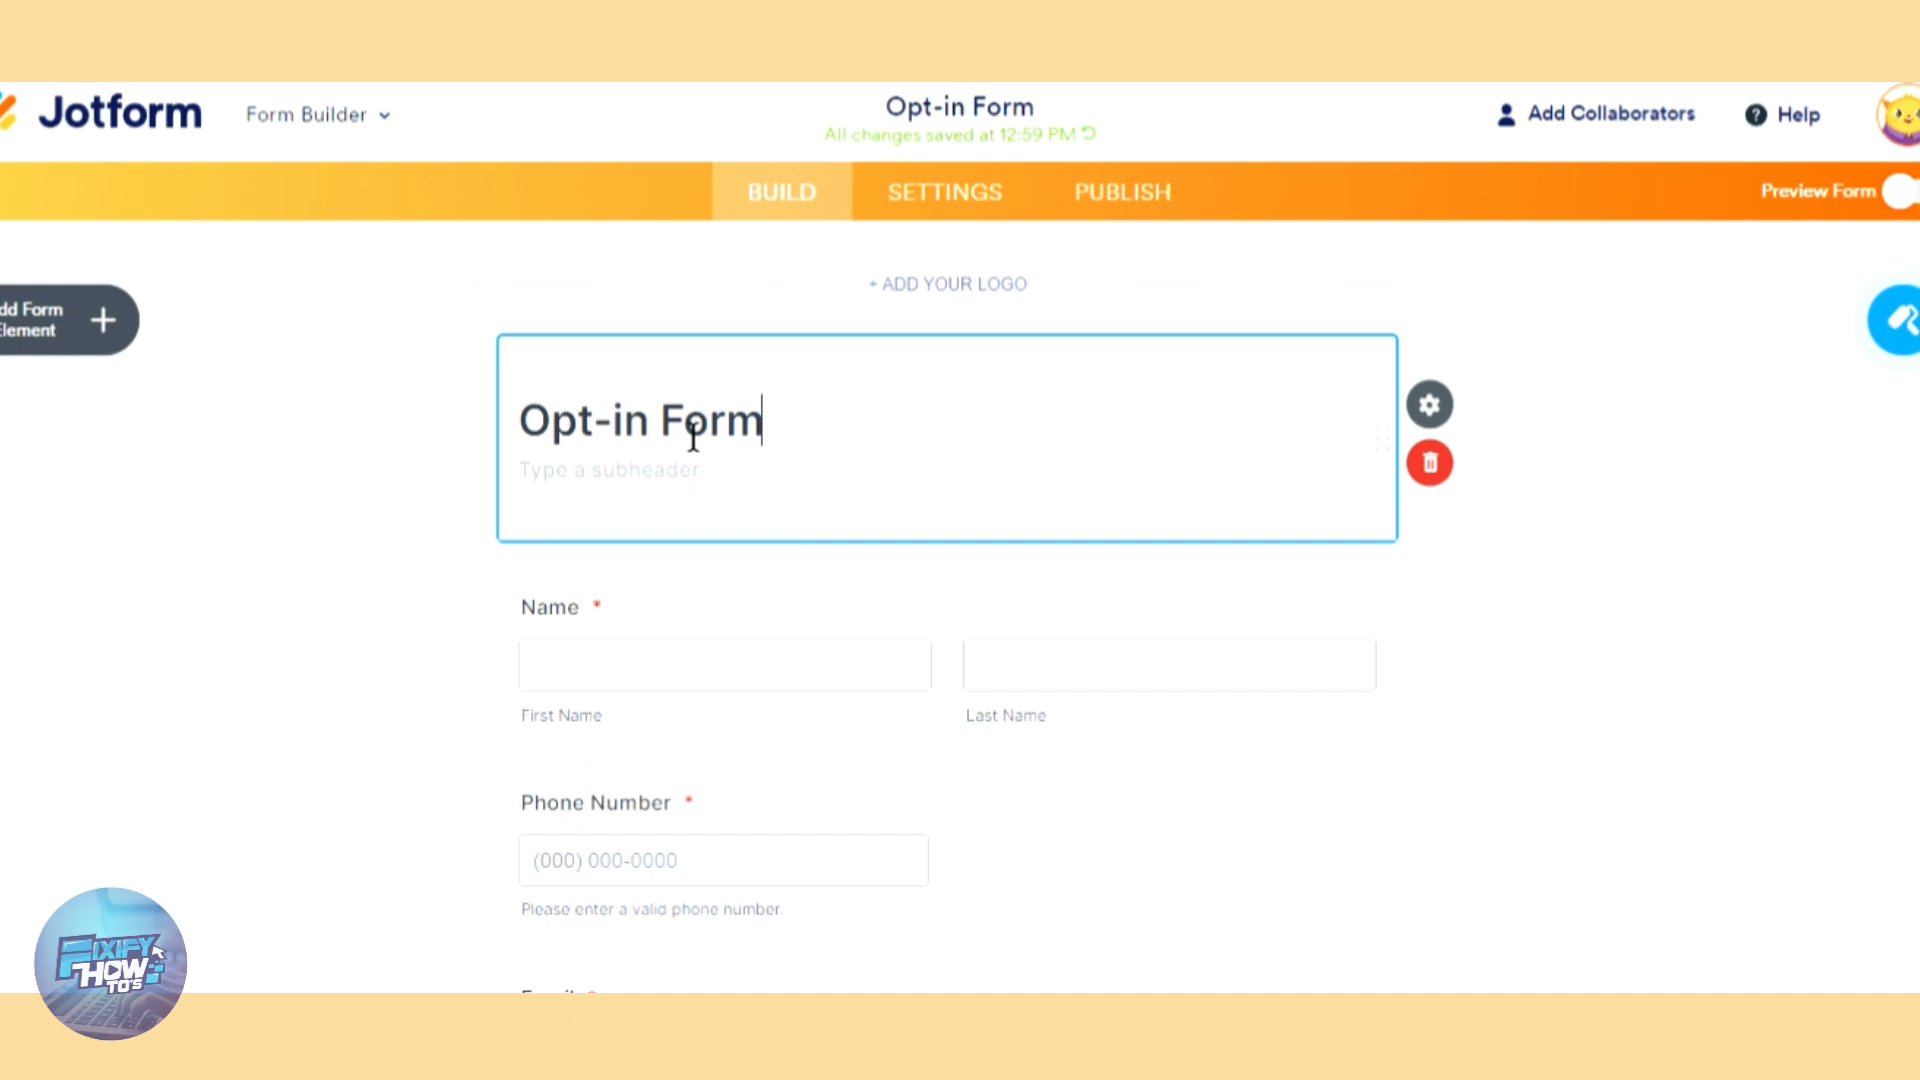 Jotform
Form Builder
Opt-in Form
All changes saved at 12:59 PM
Add Collaborators
? Help
BUILD
SETTINGS
PUBLISH
Preview Form
+ ADD YOUR LOGO
dd Form
Element
Opt-in Form
Type a subheader
Name *
First Name
Last Name
Phone Number *
(000) 000-0000
Please enter a valid phone number.
FIXIFY
HOW
TO'S